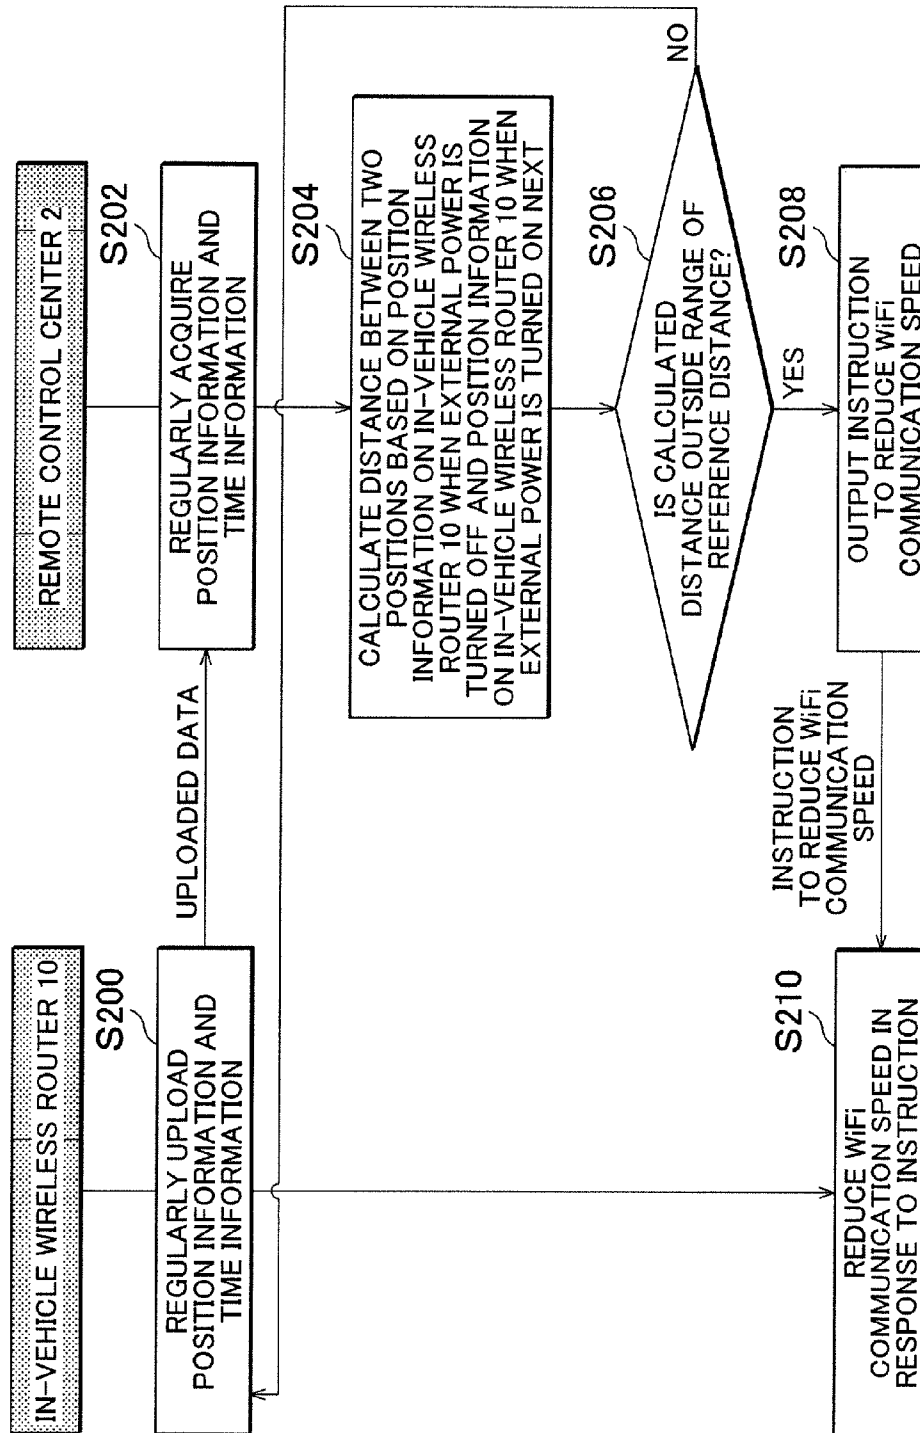 IN-VEHICLE WIRELESS ROUTER 10
REMOTE CONTROL CENTER 2
S200
REGULARLY UPLOAD
POSITION INFORMATION AND
TIME INFORMATION
UPLOADED DATA
S202
REGULARLY ACQUIRE
POSITION INFORMATION AND
TIME INFORMATION
S204
CALCULATE DISTANCE BETWEEN TWO
POSITIONS BASED ON POSITION
INFORMATION ON IN-VEHICLE WIRELESS
ROUTER 10 WHEN EXTERNAL POWER IS
TURNED OFF AND POSITION INFORMATION
ON IN-VEHICLE WIRELESS ROUTER 10 WHEN
EXTERNAL POWER IS TURNED ON NEXT
S206
IS CALCULATED
DISTANCE OUTSIDE RANGE OF
REFERENCE DISTANCE?
NO
YES
S208
OUTPUT INSTRUCTION
TO REDUCE WiFi
COMMUNICATION SPEED
INSTRUCTION
TO REDUCE WiFi
COMMUNICATION
SPEED
S210
REDUCE WiFi
COMMUNICATION SPEED IN
RESPONSE TO INSTRUCTION